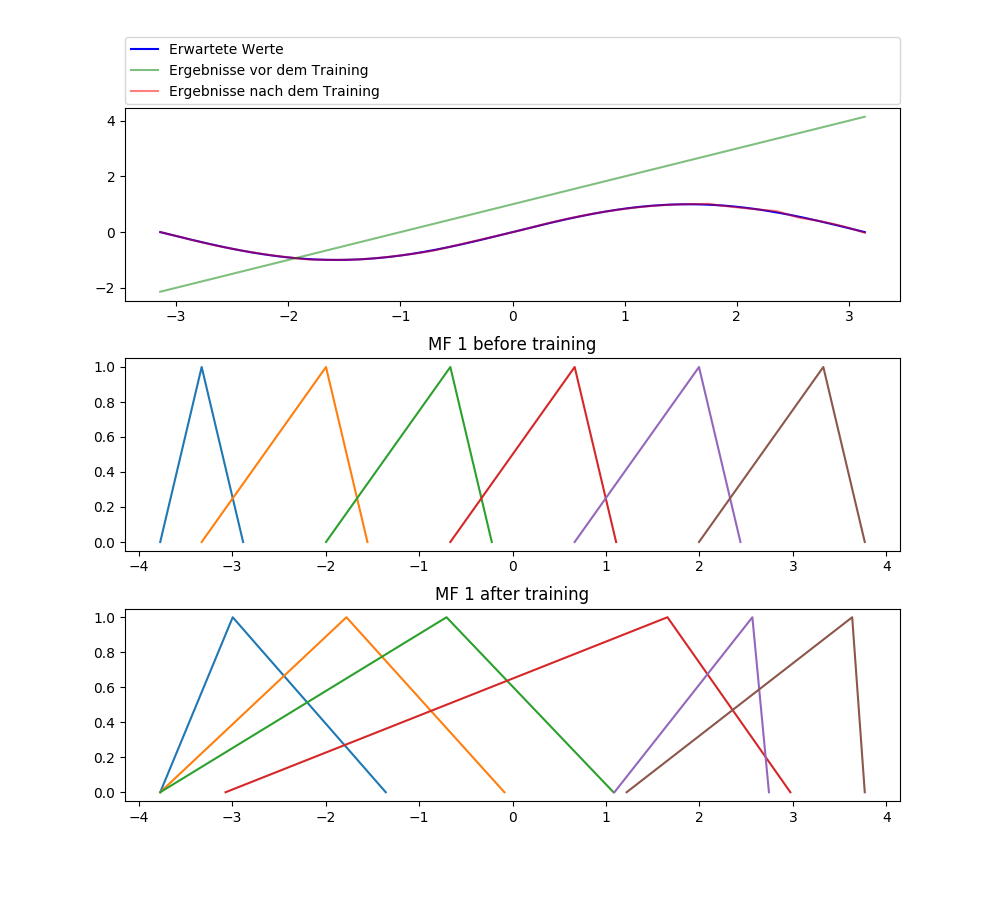 Erwartete Werte
Ergebnisse vor dem Training
Ergebnisse nach dem Training
4
2
0
−2
−3 −2 −1 0 1 2 3
MF 1 before training
1.0
0.8
0.6
0.4
0.2
0.0
−4 −3 −2 −1 0 1 2 3 4
MF 1 after training
1.0
0.8
0.6
0.4
0.2
0.0
−4 −3 −2 −1 0 1 2 3 4